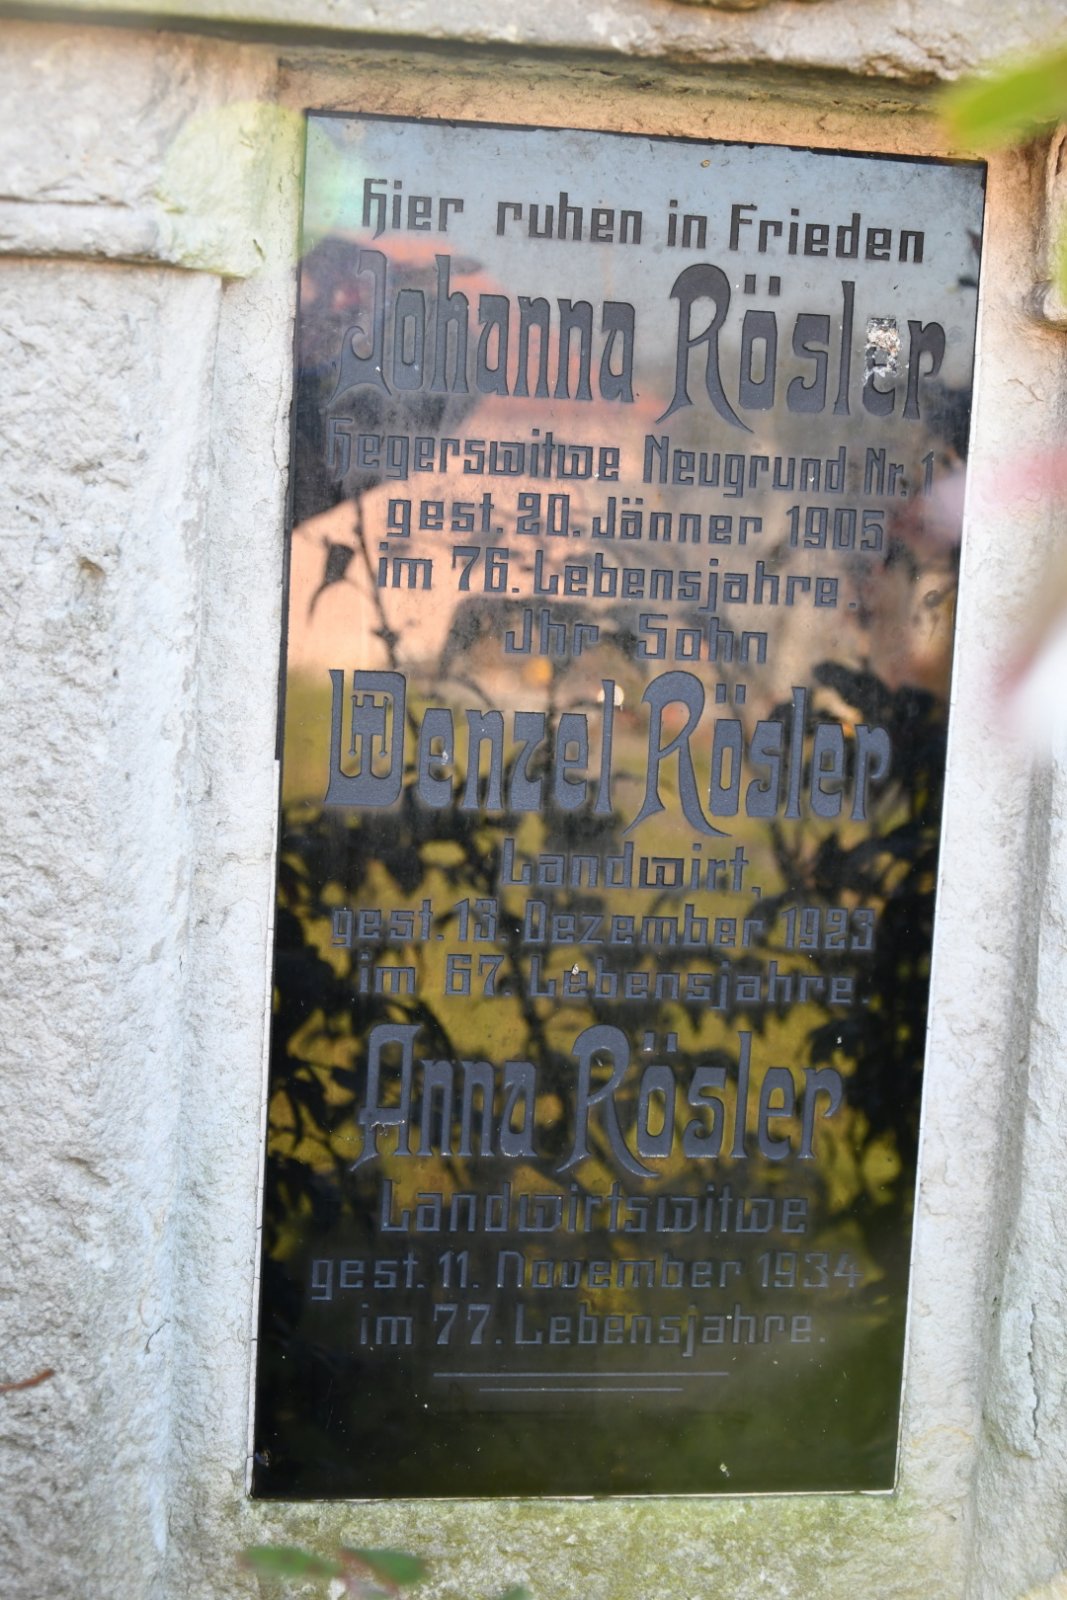 Hier ruhen in Frieden
Johanna Rösler
Hegerswitwe Neugrund Nr. 1
gest. 20. Jänner 1905
im 76. Lebensjahre.
Ihr Sohn
Wenzel Rösler
Landwirt,
gest. 13. Dezember 1923
im 67. Lebensjahre.
Anna Rösler
Landwirtswitwe
gest. 11. November 1934
im 77. Lebensjahre.